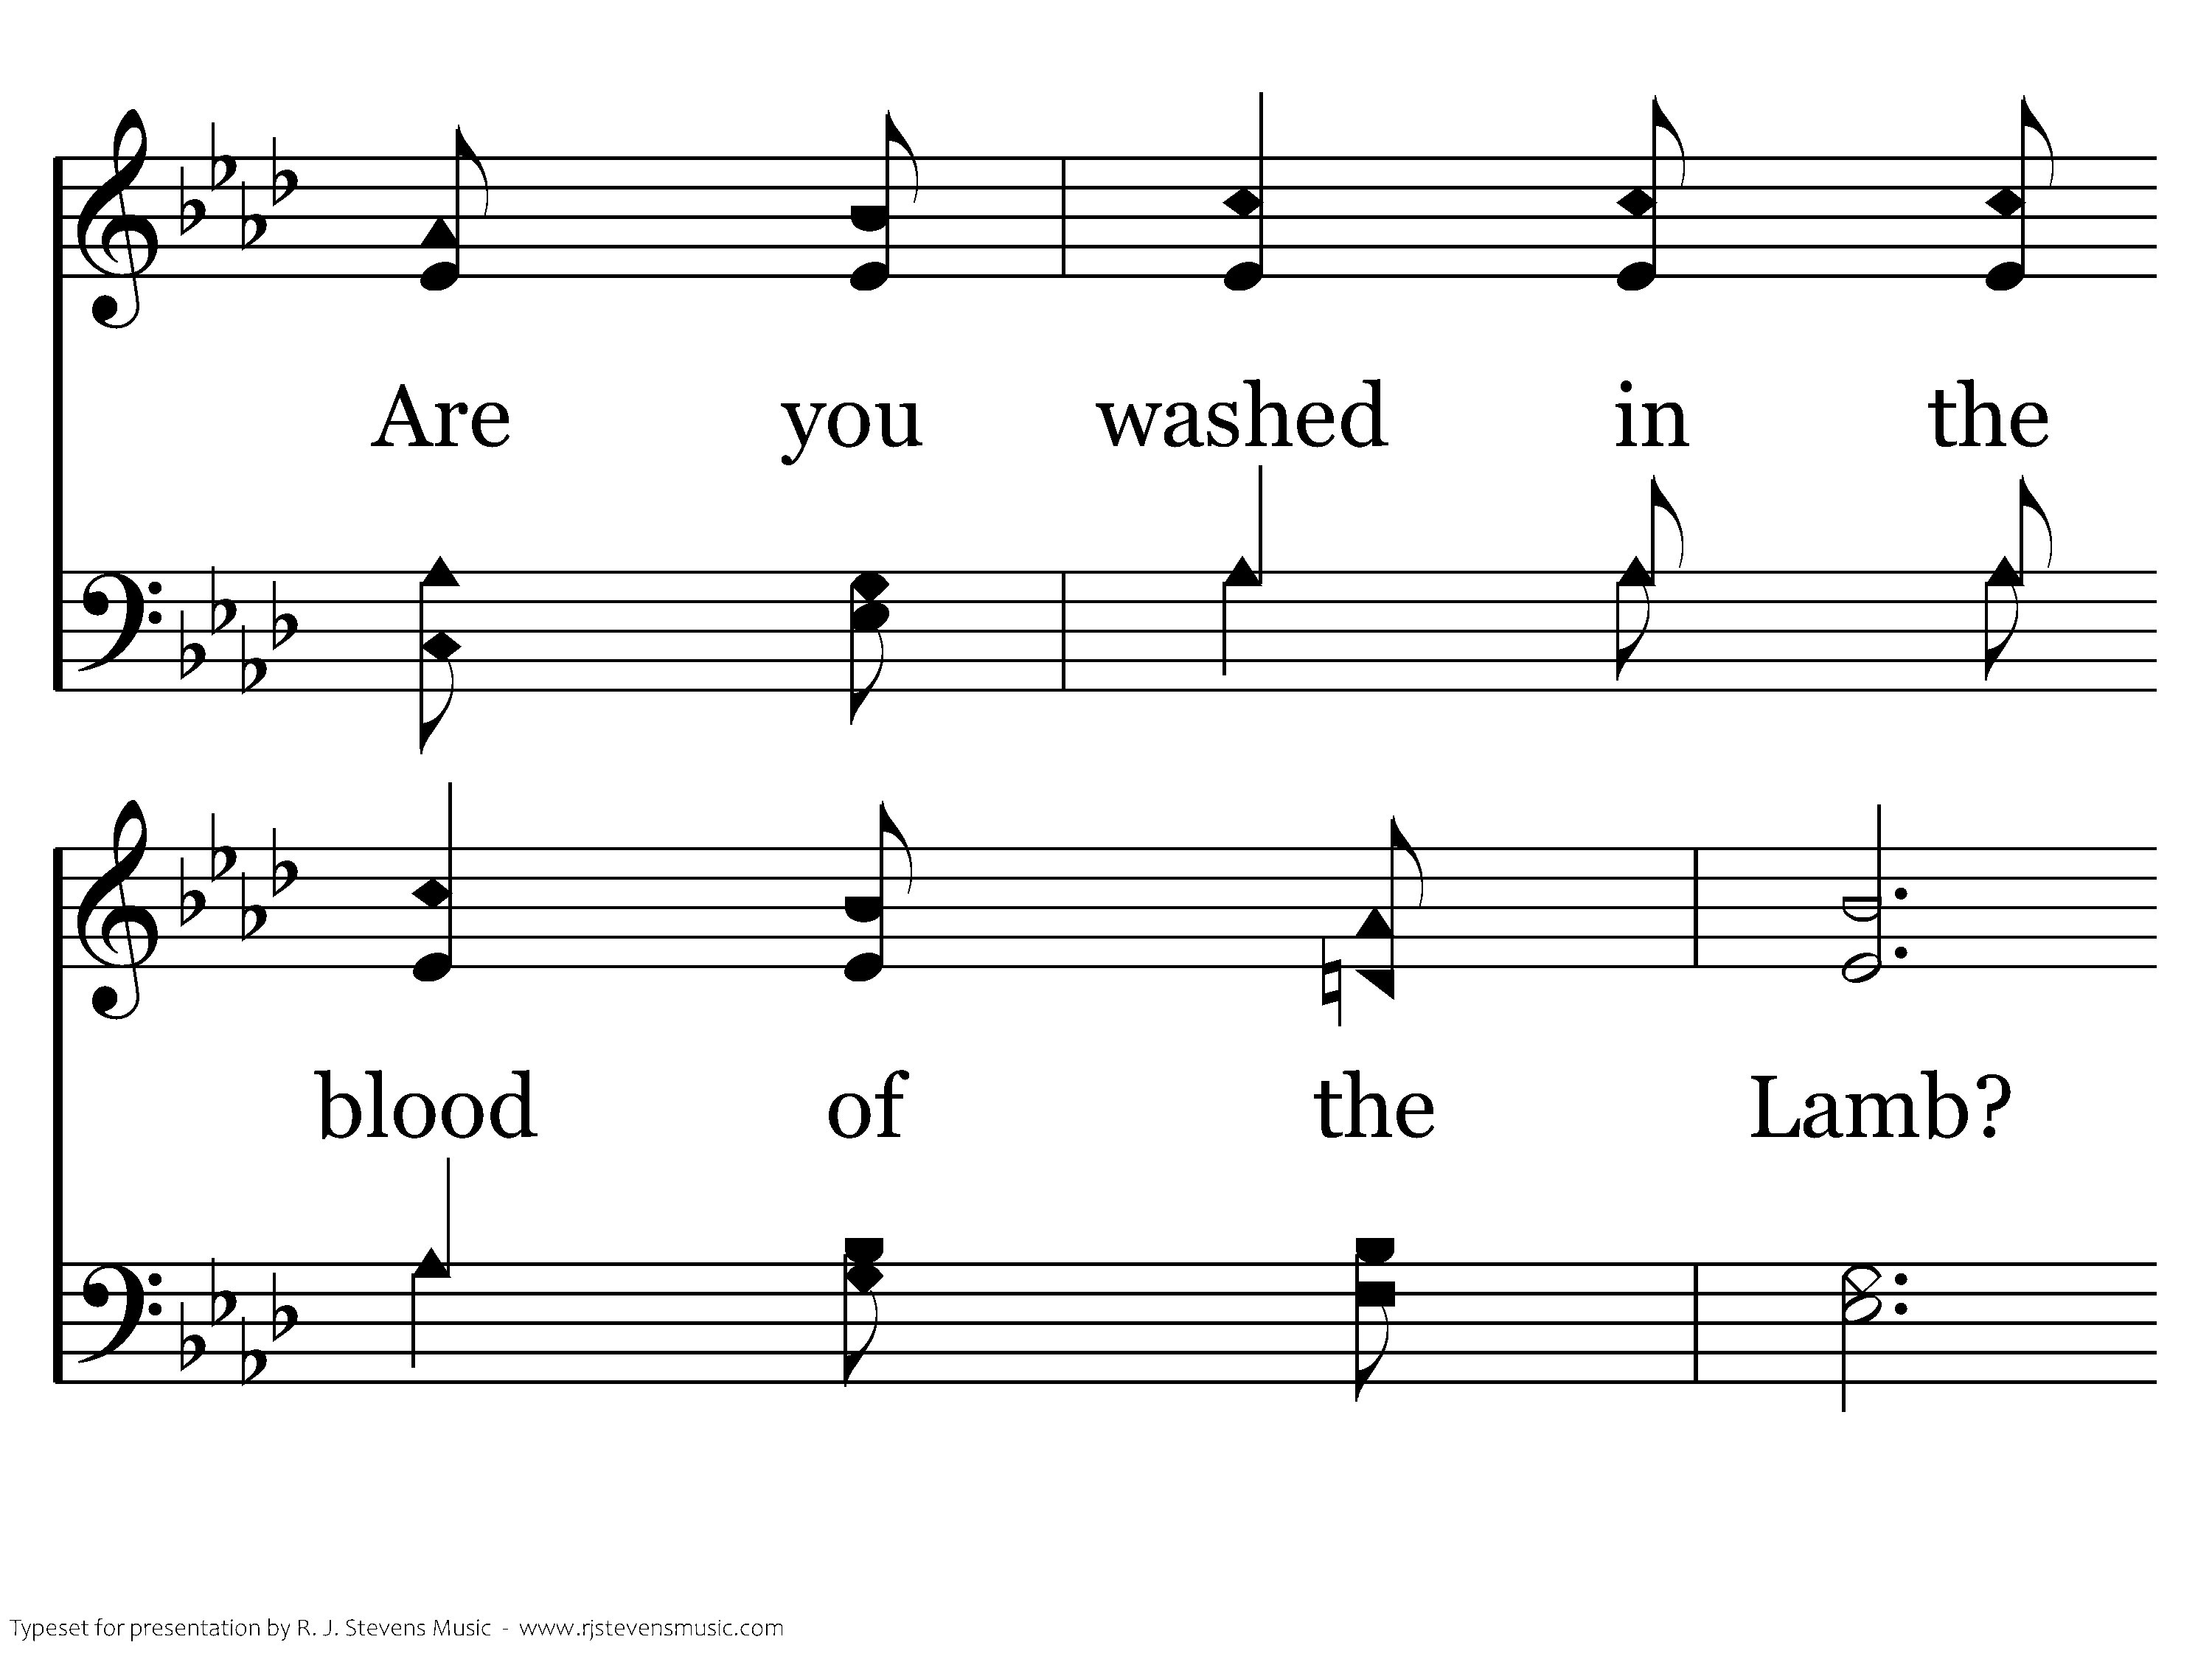 Are you washed in the
blood of the Lamb?
Typeset for presentation by R. J. Stevens Music - www.rjstevensmusic.com